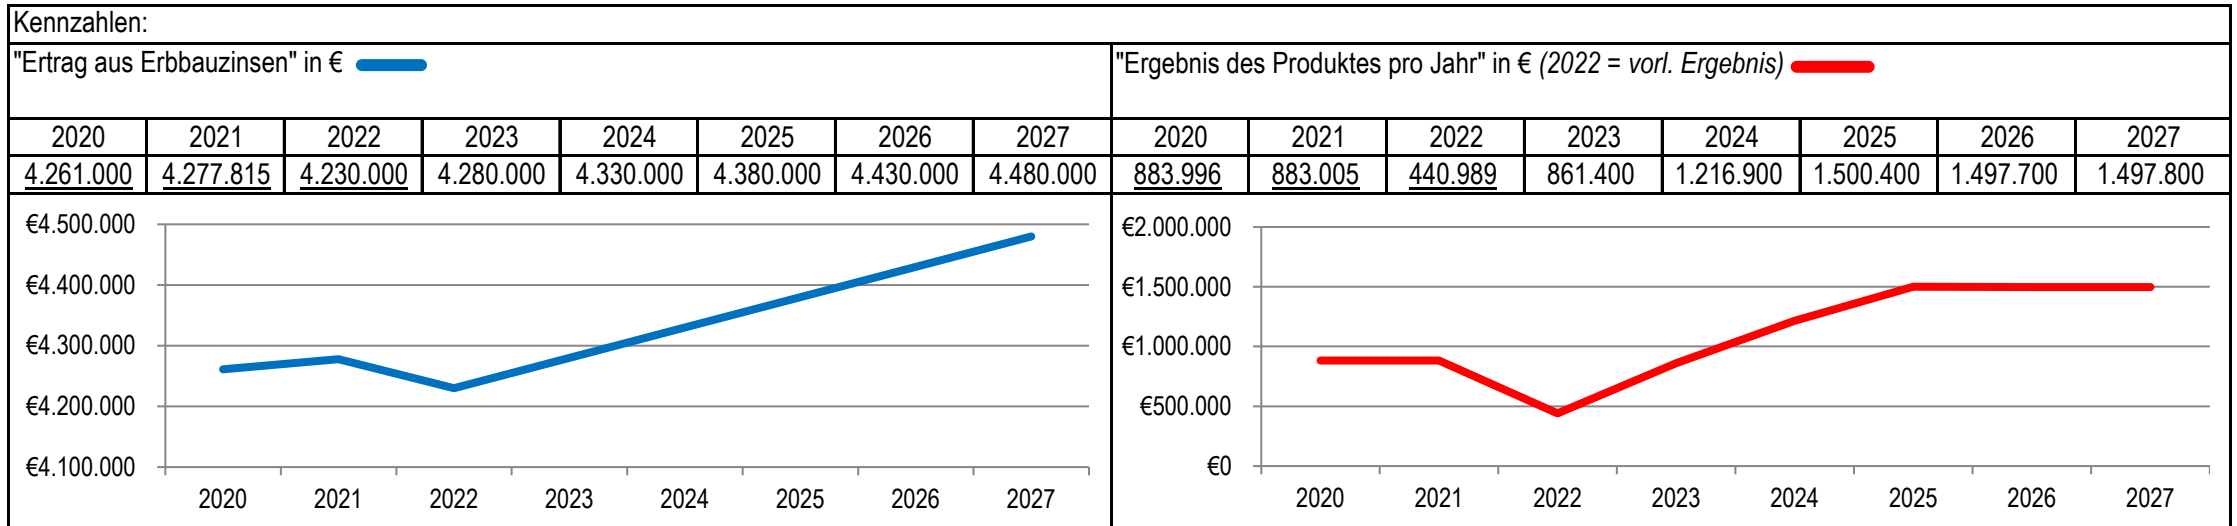 Kennzahlen:
"Ertrag aus Erbbauzinsen" in €
2020 2021 2022 2023 2024 2025 2026 2027
4.261.000 4.277.815 4.230.000 4.280.000 4.330.000 4.380.000 4.430.000 4.480.000
€4.500.000
€4.400.000
€4.300.000
€4.200.000
€4.100.000
2020 2021 2022 2023 2024 2025 2026 2027
"Ergebnis des Produktes pro Jahr" in € (2022 = vorl. Ergebnis)
2020 2021 2022 2023 2024 2025 2026 2027
883.996 883.005 440.989 861.400 1.216.900 1.500.400 1.497.700 1.497.800
€2.000.000
€1.500.000
€1.000.000
€500.000
€0
2020 2021 2022 2023 2024 2025 2026 2027